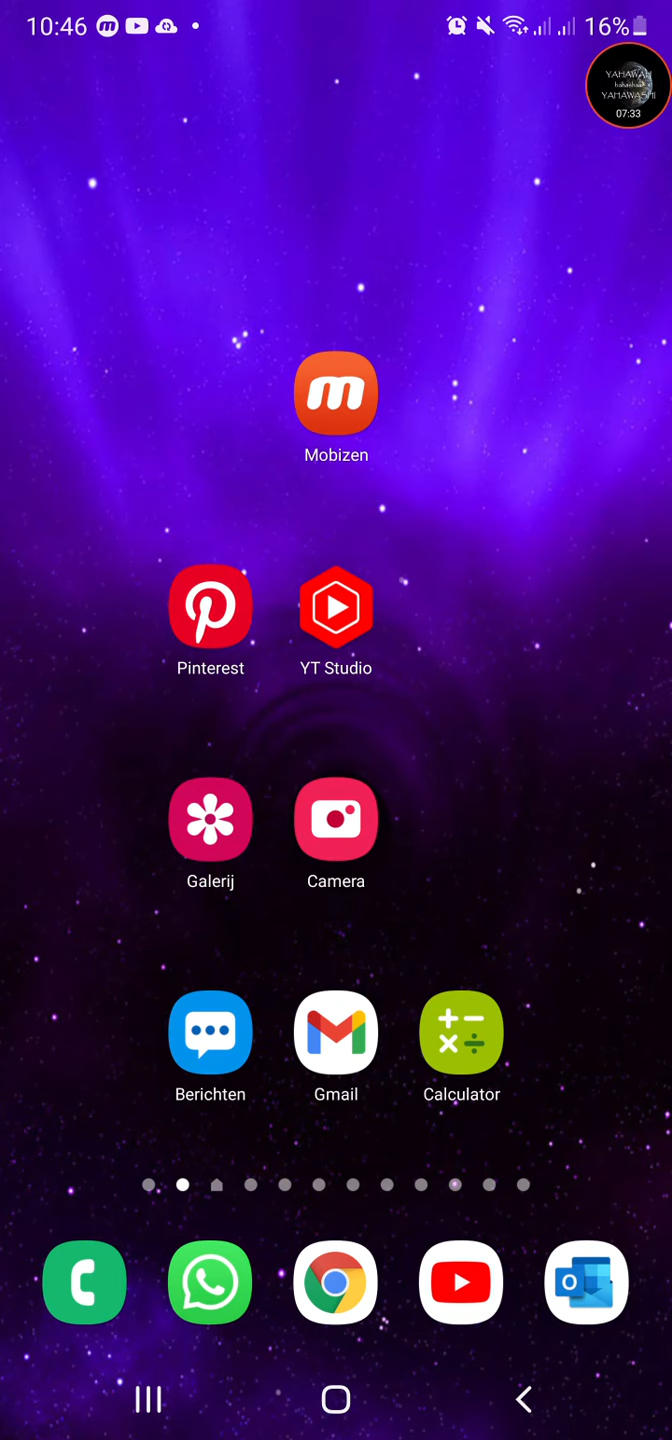 10:46
16%
YAHAWAH
YAHAWASHI
07:33
Mobizen
Pinterest YT Studio
Galerij Camera
Berichten Gmail Calculator